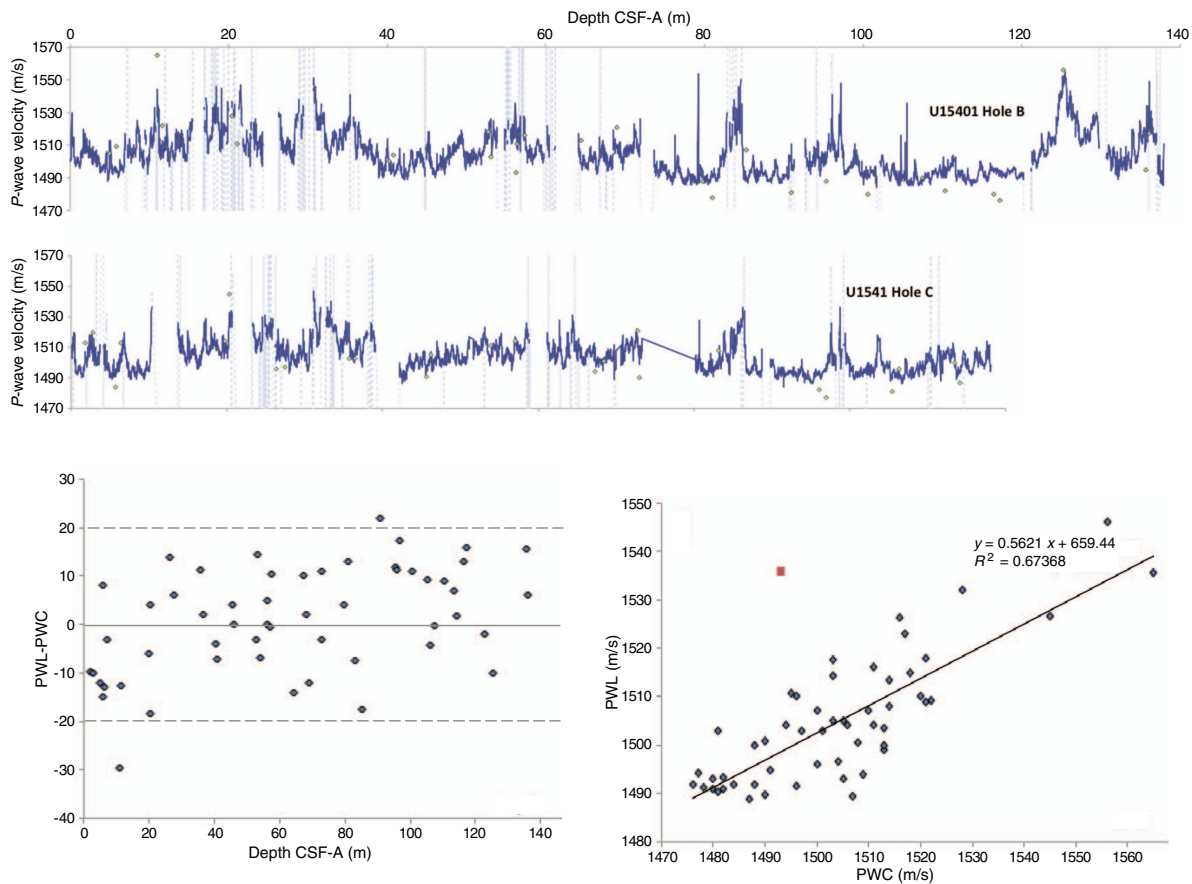 Depth CSF-A (m)
0 20 40 60 80 100 120 140
P-wave velocity (m/s)
1570
1550
1530
1510
1490
1470
U15401 Hole B
P-wave velocity (m/s)
1570
1550
1530
1510
1490
1470
U1541 Hole C
PWL-PWC
30
20
10
0
-10
-20
-30
-40
0 20 40 60 80 100 120 140
Depth CSF-A (m)
PWL (m/s)
1550
1540
1530
1520
1510
1500
1490
1480
y = 0.5621 x + 659.44
R² = 0.67368
1470 1480 1490 1500 1510 1520 1530 1540 1550 1560
PWC (m/s)